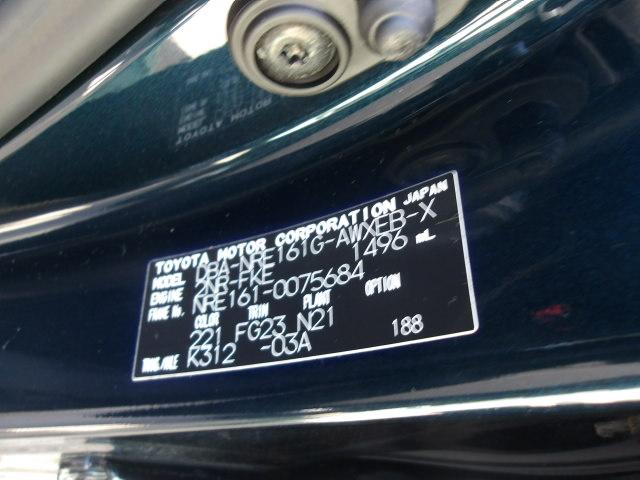 TOYOTA MOTOR CORPORATION JAPAN
MODEL DBA-NRE161G-AWXEB-X
ENGINE 2NR-FKE 1496 mL
FRAME No. NRE161-0075684
COLOR TRIM PLANT OPTION
221 FG23 N21
TRANS/AXLE K312 -03A 188